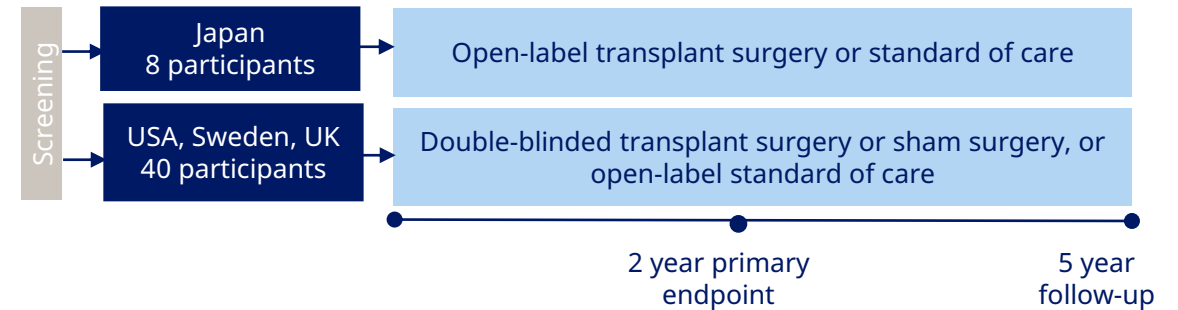 Screening
Japan
8 participants
Open-label transplant surgery or standard of care
USA, Sweden, UK
40 participants
Double-blinded transplant surgery or sham surgery, or
open-label standard of care
2 year primary
endpoint
5 year
follow-up